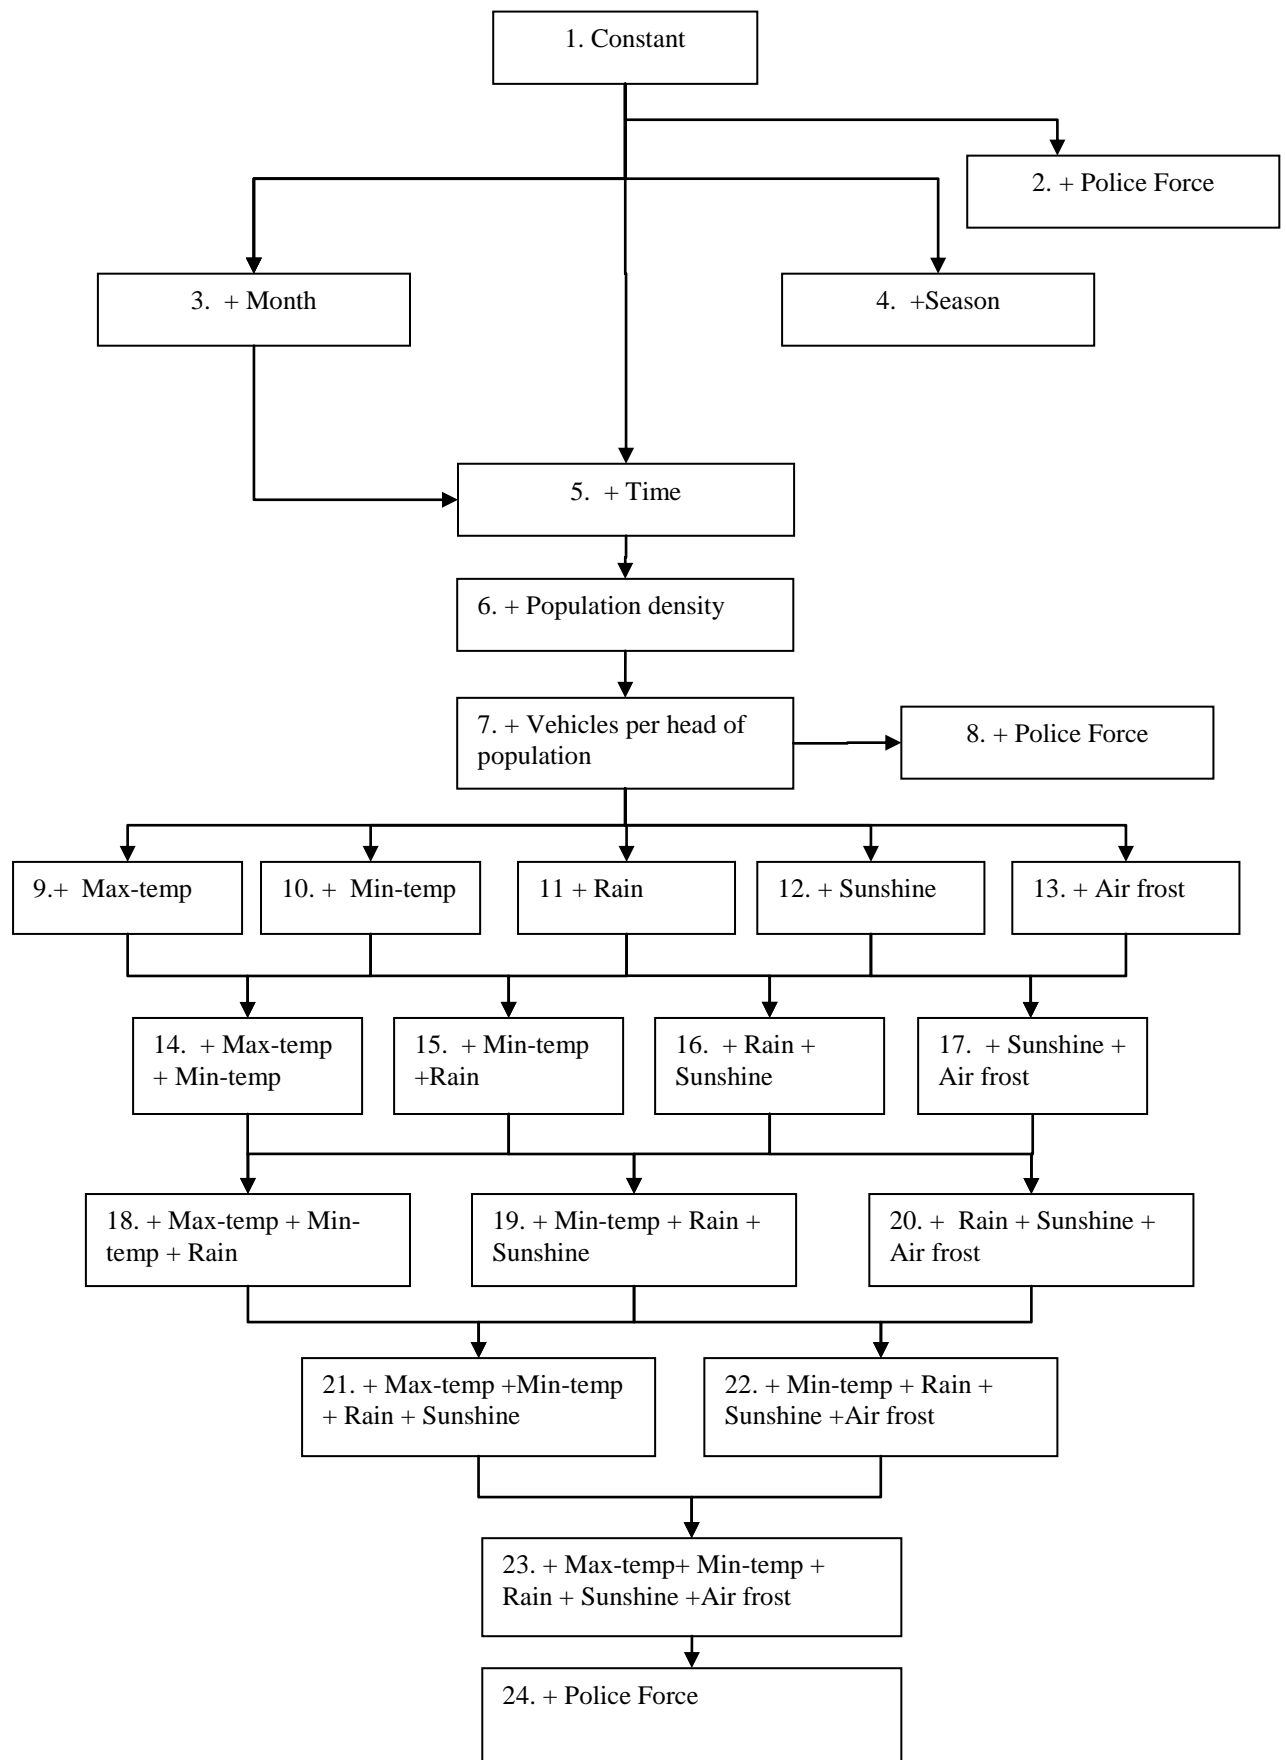 1. Constant
2. + Police Force
3. + Month
4. +Season
5. + Time
6. + Population density
7. + Vehicles per head of
population
8. + Police Force
9.+ Max-temp
10. + Min-temp
11 + Rain
12. + Sunshine
13. + Air frost
14. + Max-temp
+ Min-temp
15. + Min-temp
+Rain
16. + Rain +
Sunshine
17. + Sunshine +
Air frost
18. + Max-temp + Min-
temp + Rain
19. + Min-temp + Rain +
Sunshine
20. + Rain + Sunshine +
Air frost
21. + Max-temp +Min-temp
+ Rain + Sunshine
22. + Min-temp + Rain +
Sunshine +Air frost
23. + Max-temp+ Min-temp +
Rain + Sunshine +Air frost
24. + Police Force